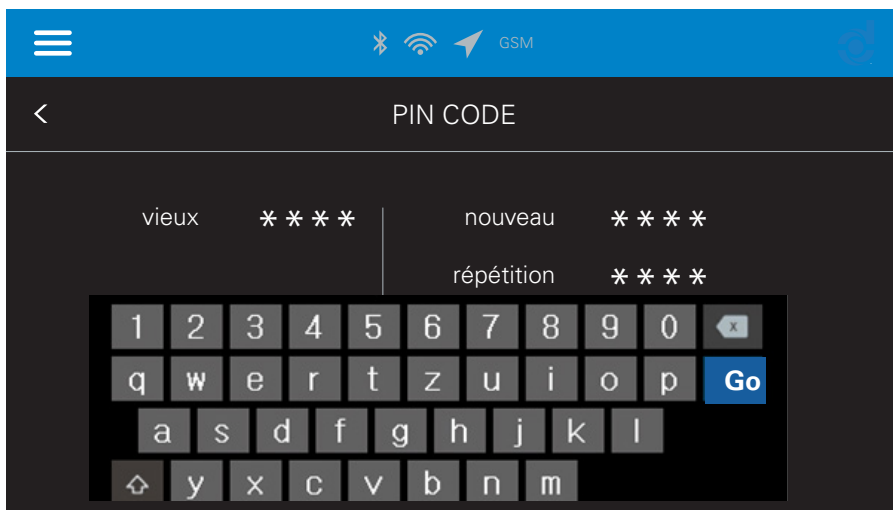 GSM
PIN CODE
vieux **** nouveau ****
répétition ****
1 2 3 4 5 6 7 8 9 0 x
q w e r t z u i o p Go
a s d f g h j k l
y x c v b n m